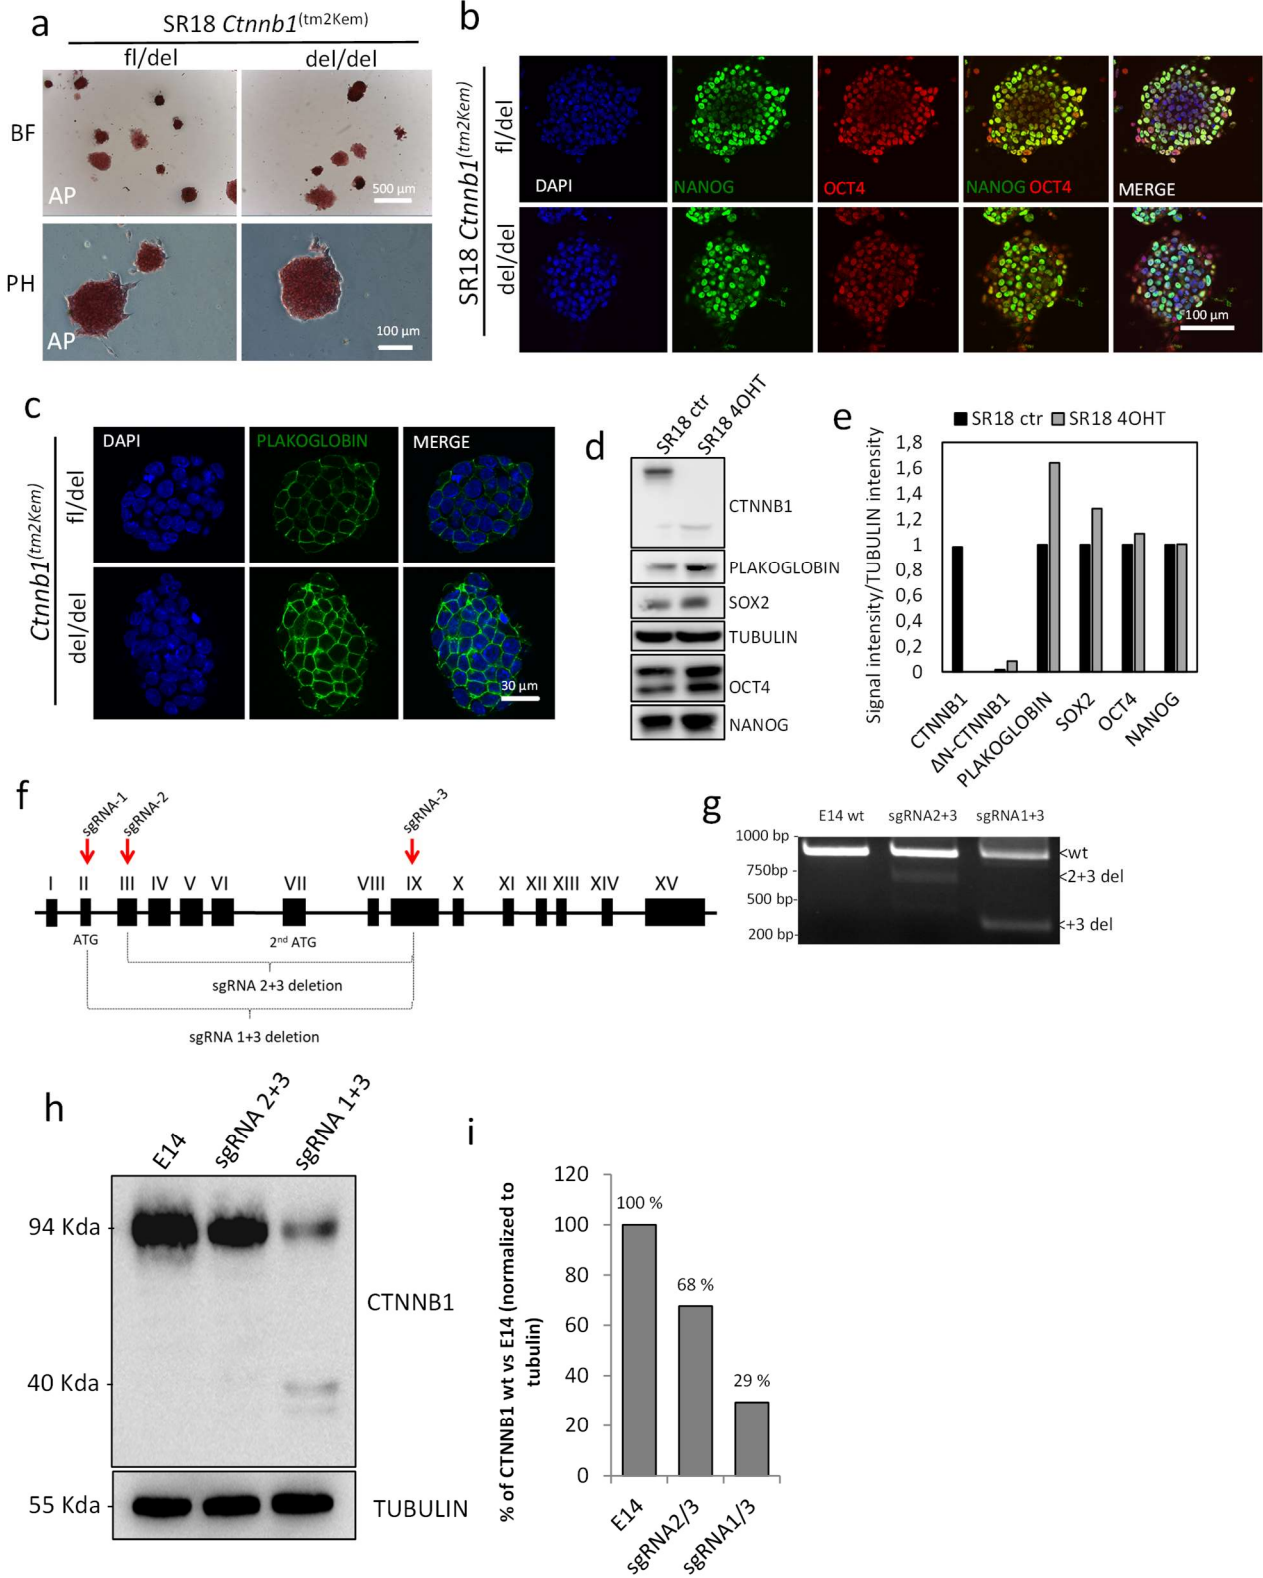 a
SR18 Ctnnb1(tm2Kem)
fl/del
del/del
BF
AP
500 µm
PH
AP
100 µm
b
SR18 Ctnnb1(tm2Kem)
fl/del
del/del
DAPI
NANOG
OCT4
NANOG OCT4
MERGE
100 µm
c
Ctnnb1(tm2Kem)
fl/del
del/del
DAPI
PLAKOGLOBIN
MERGE
30 µm
d
SR18 ctr
SR18 4OHT
CTNNB1
PLAKOGLOBIN
SOX2
TUBULIN
OCT4
NANOG
e
SR18 ctr
SR18 4OHT
Signal intensity/TUBULIN intensity
1,8
1,6
1,4
1,2
1
0,8
0,6
0,4
0,2
0
CTNNB1
ΔN-CTNNB1
PLAKOGLOBIN
SOX2
OCT4
NANOG
f
sgRNA-1
sgRNA-2
sgRNA-3
I II III IV V VI VII VIII IX X XI XII XIII XIV XV
ATG
2nd ATG
sgRNA 2+3 deletion
sgRNA 1+3 deletion
g
E14 wt
sgRNA2+3
sgRNA1+3
1000 bp
750bp
500 bp
200 bp
<wt
<2+3 del
<+3 del
h
E14
sgRNA 2+3
sgRNA 1+3
94 Kda
40 Kda
55 Kda
CTNNB1
TUBULIN
i
% of CTNNB1 wt vs E14 (normalized to
tubulin)
120
100
80
60
40
20
0
100 %
68 %
29 %
E14
sgRNA2/3
sgRNA1/3